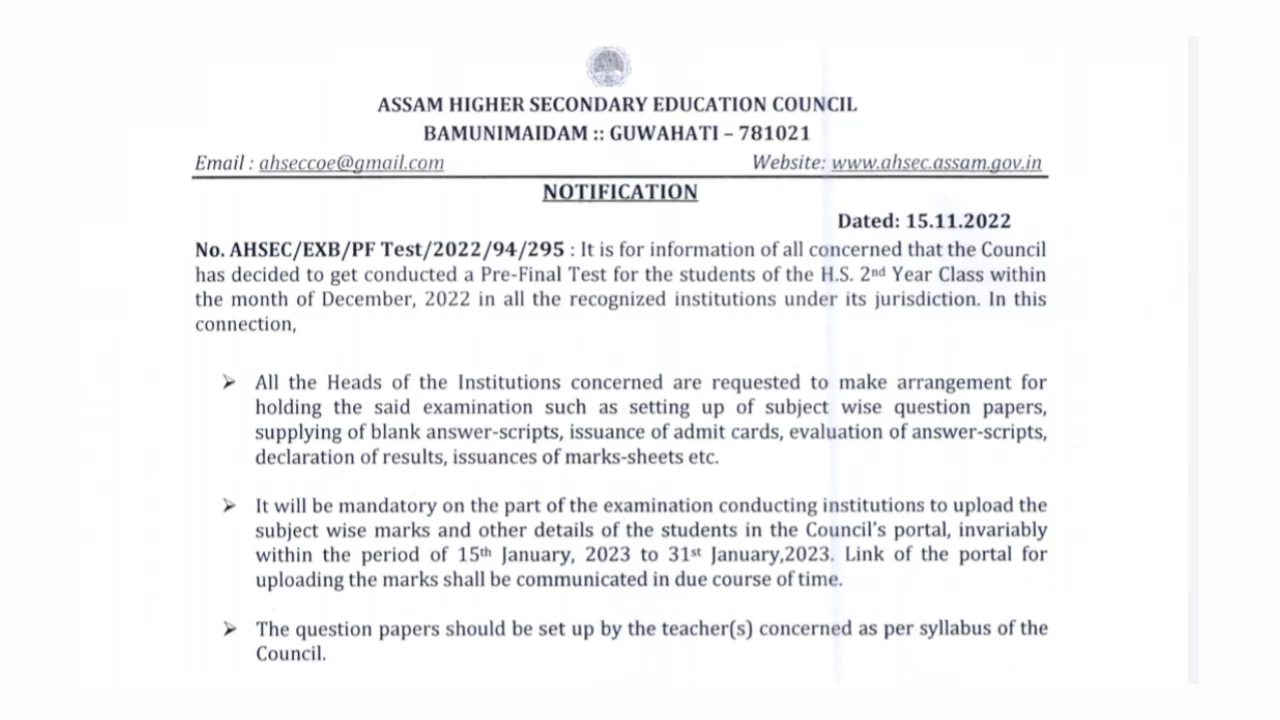 ASSAM HIGHER SECONDARY EDUCATION COUNCIL
BAMUNIMAIDAM :: GUWAHATI – 781021
Email : ahseccoe@gmail.com Website: www.ahsec.assam.gov.in
NOTIFICATION
Dated: 15.11.2022
No. AHSEC/EXB/PF Test/2022/94/295 : It is for information of all concerned that the Council
has decided to get conducted a Pre-Final Test for the students of the H.S. 2nd Year Class within
the month of December, 2022 in all the recognized institutions under its jurisdiction. In this
connection,
➢ All the Heads of the Institutions concerned are requested to make arrangement for
holding the said examination such as setting up of subject wise question papers,
supplying of blank answer-scripts, issuance of admit cards, evaluation of answer-scripts,
declaration of results, issuances of marks-sheets etc.
➢ It will be mandatory on the part of the examination conducting institutions to upload the
subject wise marks and other details of the students in the Council's portal, invariably
within the period of 15th January, 2023 to 31st January,2023. Link of the portal for
uploading the marks shall be communicated in due course of time.
➢ The question papers should be set up by the teacher(s) concerned as per syllabus of the
Council.